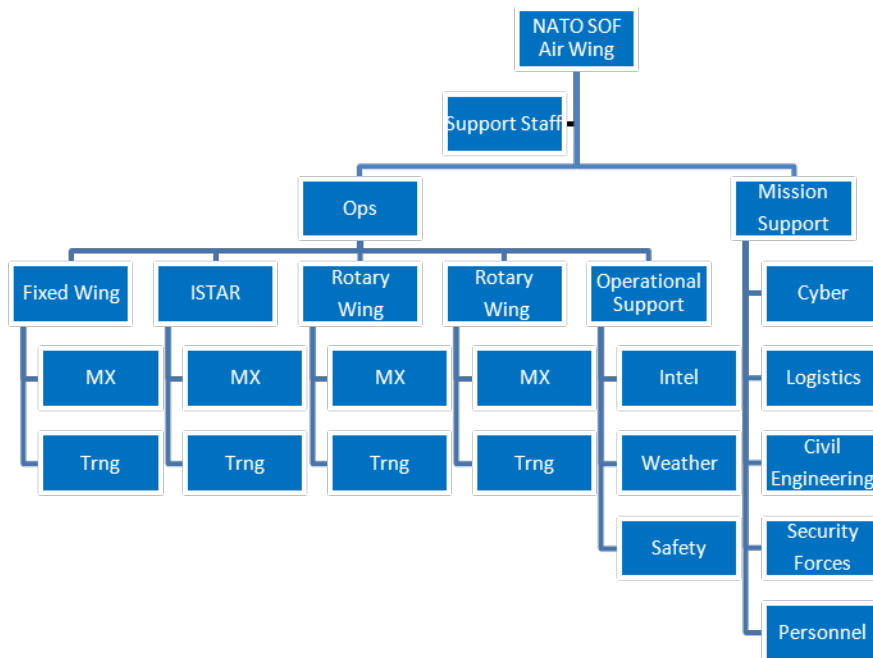 NATO SOF
Air Wing
Support Staff
Ops
Mission
Support
Fixed Wing
ISTAR
Rotary
Wing
Rotary
Wing
Operational
Support
Cyber
MX
MX
MX
MX
Intel
Logistics
Trng
Trng
Trng
Trng
Weather
Civil
Engineering
Safety
Security
Forces
Personnel